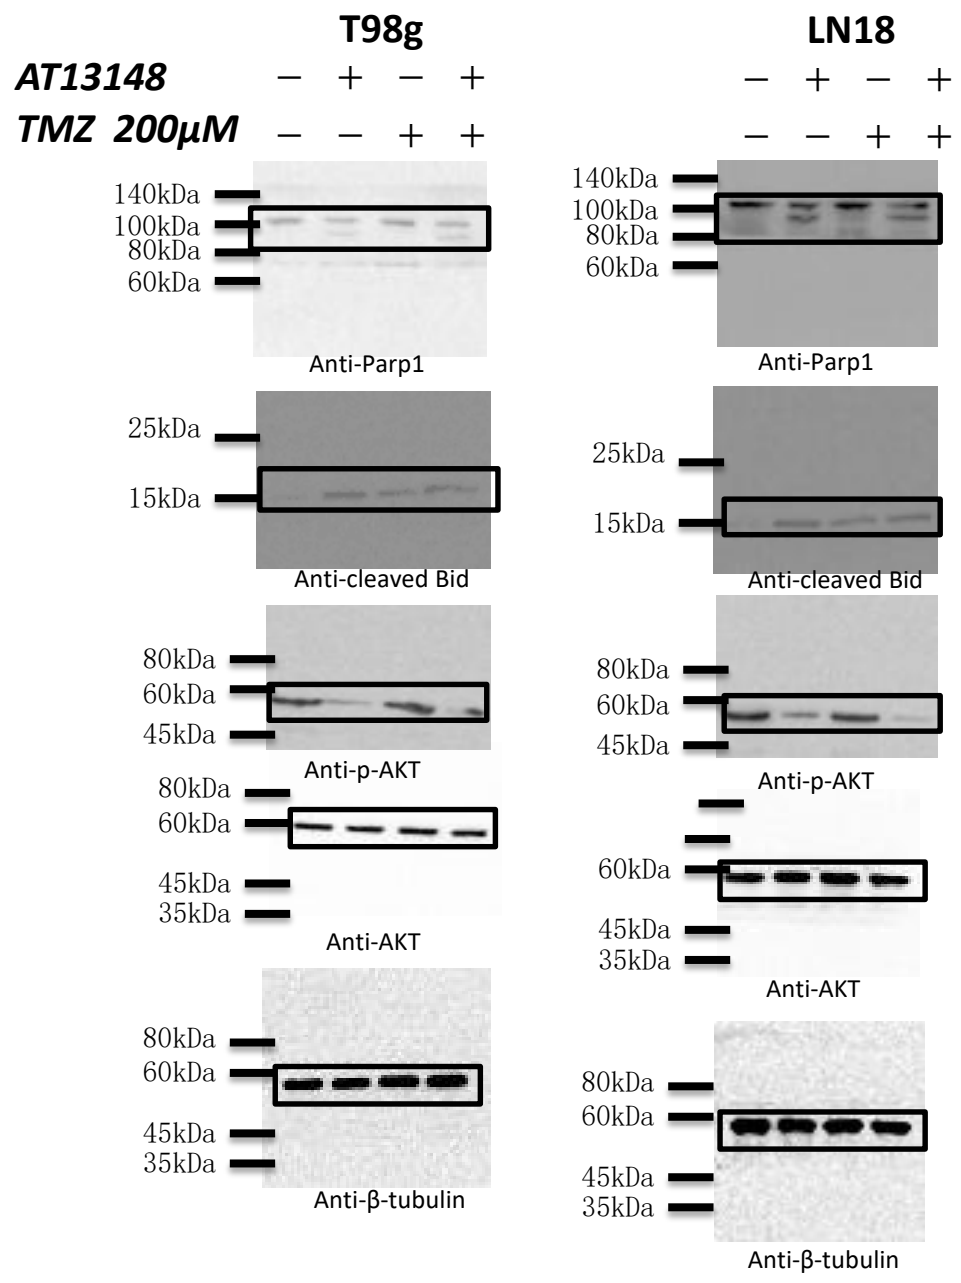 T98g
AT13148 − + − +
TMZ 200μM − − + +
140kDa
100kDa
80kDa
60kDa
Anti-Parp1
25kDa
15kDa
Anti-cleaved Bid
80kDa
60kDa
45kDa
Anti-p-AKT
80kDa
60kDa
45kDa
35kDa
Anti-AKT
80kDa
60kDa
45kDa
35kDa
Anti-β-tubulin
LN18
− + − +
− − + +
140kDa
100kDa
80kDa
60kDa
Anti-Parp1
25kDa
15kDa
Anti-cleaved Bid
80kDa
60kDa
45kDa
Anti-p-AKT
60kDa
45kDa
35kDa
Anti-AKT
80kDa
60kDa
45kDa
35kDa
Anti-β-tubulin